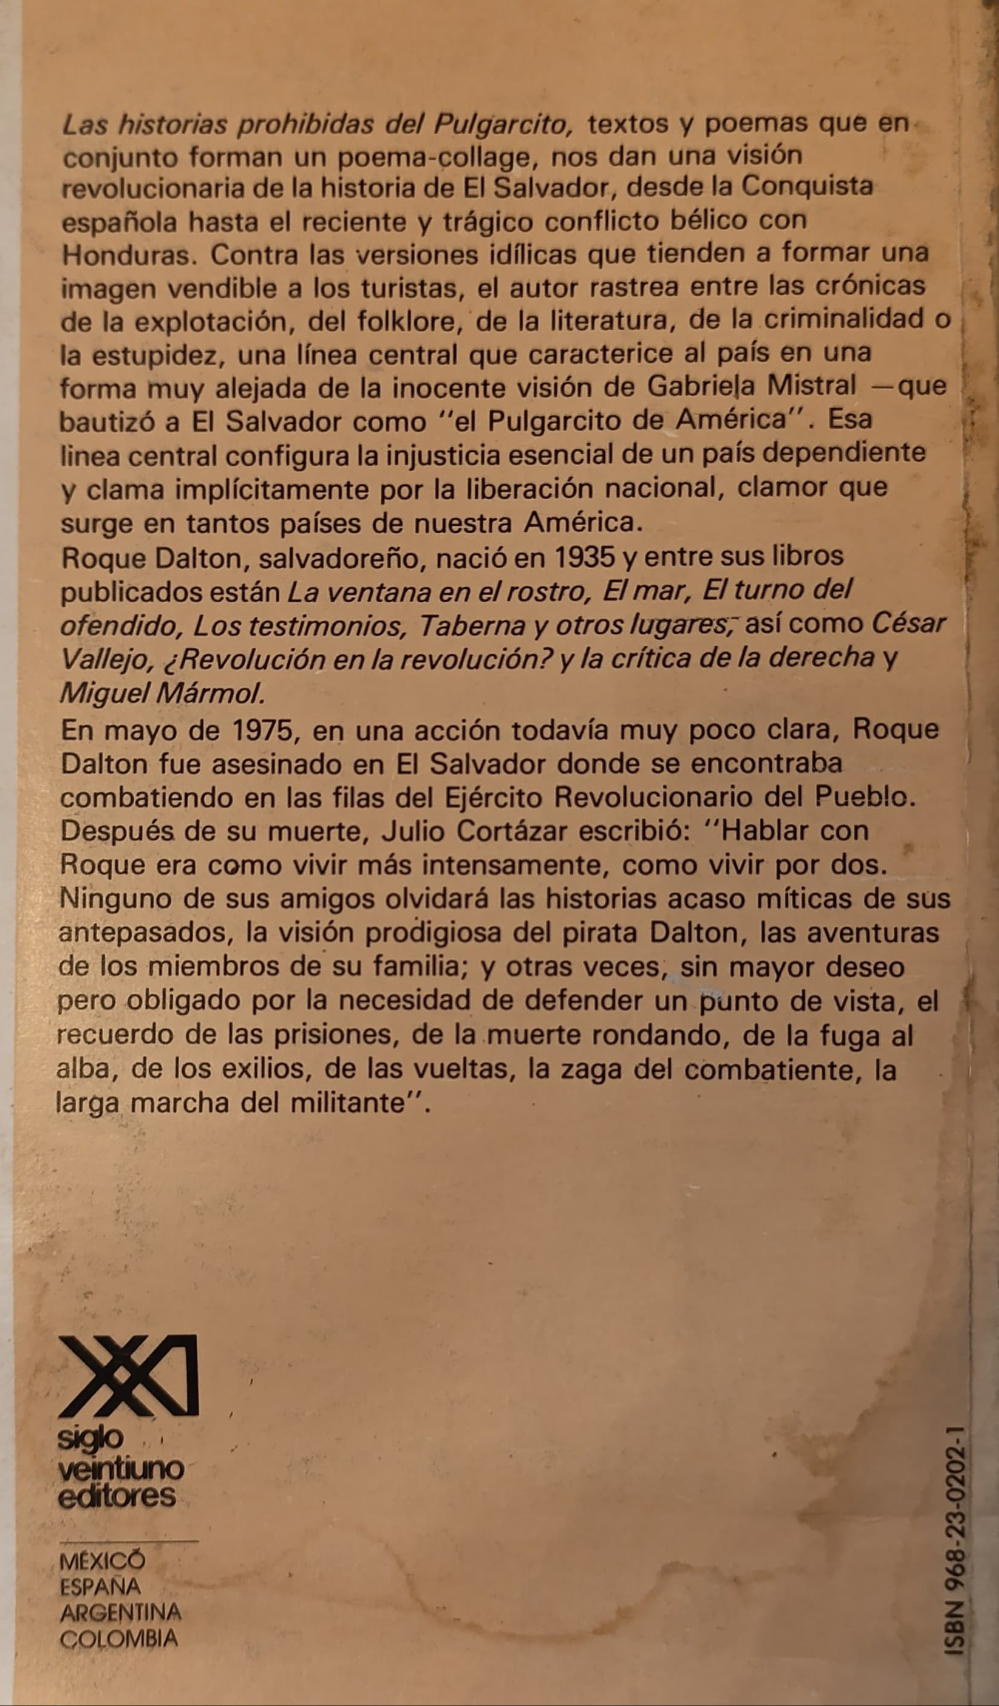 Las historias prohibidas del Pulgarcito, textos y poemas que en
conjunto forman un poema-collage, nos dan una visión
revolucionaria de la historia de El Salvador, desde la Conquista
española hasta el reciente y trágico conflicto bélico con
Honduras. Contra las versiones idílicas que tienden a formar una
imagen vendible a los turistas, el autor rastrea entre las crónicas
de la explotación, del folklore, de la literatura, de la criminalidad o
la estupidez, una línea central que caracterice al país en una
forma muy alejada de la inocente visión de Gabriela Mistral —que
bautizó a El Salvador como "el Pulgarcito de América". Esa
linea central configura la injusticia esencial de un país dependiente
y clama implícitamente por la liberación nacional, clamor que
surge en tantos países de nuestra América.
Roque Dalton, salvadoreño, nació en 1935 y entre sus libros
publicados están La ventana en el rostro, El mar, El turno del
ofendido, Los testimonios, Taberna y otros lugares, así como César
Vallejo, ¿Revolución en la revolución? y la crítica de la derecha y
Miguel Mármol.
En mayo de 1975, en una acción todavía muy poco clara, Roque
Dalton fue asesinado en El Salvador donde se encontraba
combatiendo en las filas del Ejército Revolucionario del Pueblo.
Después de su muerte, Julio Cortázar escribió: "Hablar con
Roque era como vivir más intensamente, como vivir por dos.
Ninguno de sus amigos olvidará las historias acaso míticas de sus
antepasados, la visión prodigiosa del pirata Dalton, las aventuras
de los miembros de su familia; y otras veces, sin mayor deseo
pero obligado por la necesidad de defender un punto de vista, el
recuerdo de las prisiones, de la muerte rondando, de la fuga al
alba, de los exilios, de las vueltas, la zaga del combatiente, la
larga marcha del militante".
siglo
veintiuno
editores
MÉXICO
ESPAÑA
ARGENTINA
COLOMBIA
ISBN 968-23-0202-1